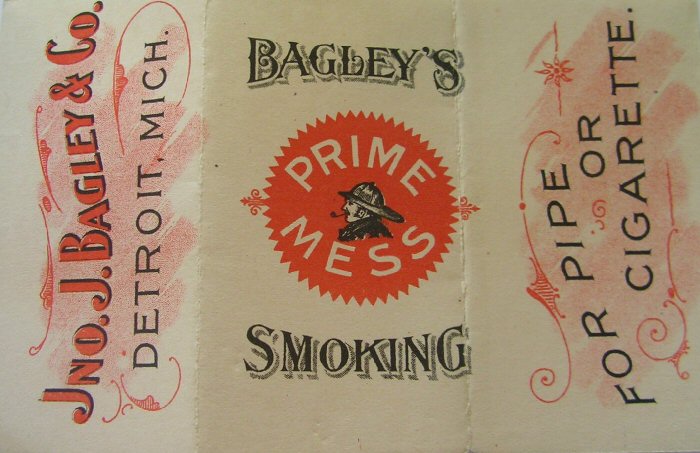 JNO. J. BAGLEY & CO.
DETROIT, MICH.
BAGLEY'S
PRIME
MESS
SMOKING
FOR PIPE
OR
CIGARETTE.